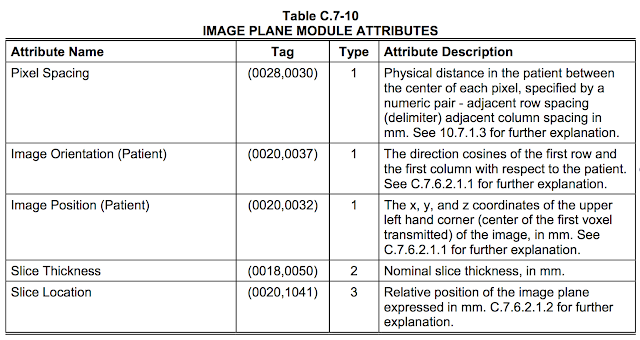 Table C.7-10
IMAGE PLANE MODULE ATTRIBUTES
Attribute Name Tag Type Attribute Description
Pixel Spacing (0028,0030) 1 Physical distance in the patient between
the center of each pixel, specified by a
numeric pair - adjacent row spacing
(delimiter) adjacent column spacing in
mm. See 10.7.1.3 for further explanation.
Image Orientation (Patient) (0020,0037) 1 The direction cosines of the first row and
the first column with respect to the patient.
See C.7.6.2.1.1 for further explanation.
Image Position (Patient) (0020,0032) 1 The x, y, and z coordinates of the upper
left hand corner (center of the first voxel
transmitted) of the image, in mm. See
C.7.6.2.1.1 for further explanation.
Slice Thickness (0018,0050) 2 Nominal slice thickness, in mm.
Slice Location (0020,1041) 3 Relative position of the image plane
expressed in mm. C.7.6.2.1.2 for further
explanation.